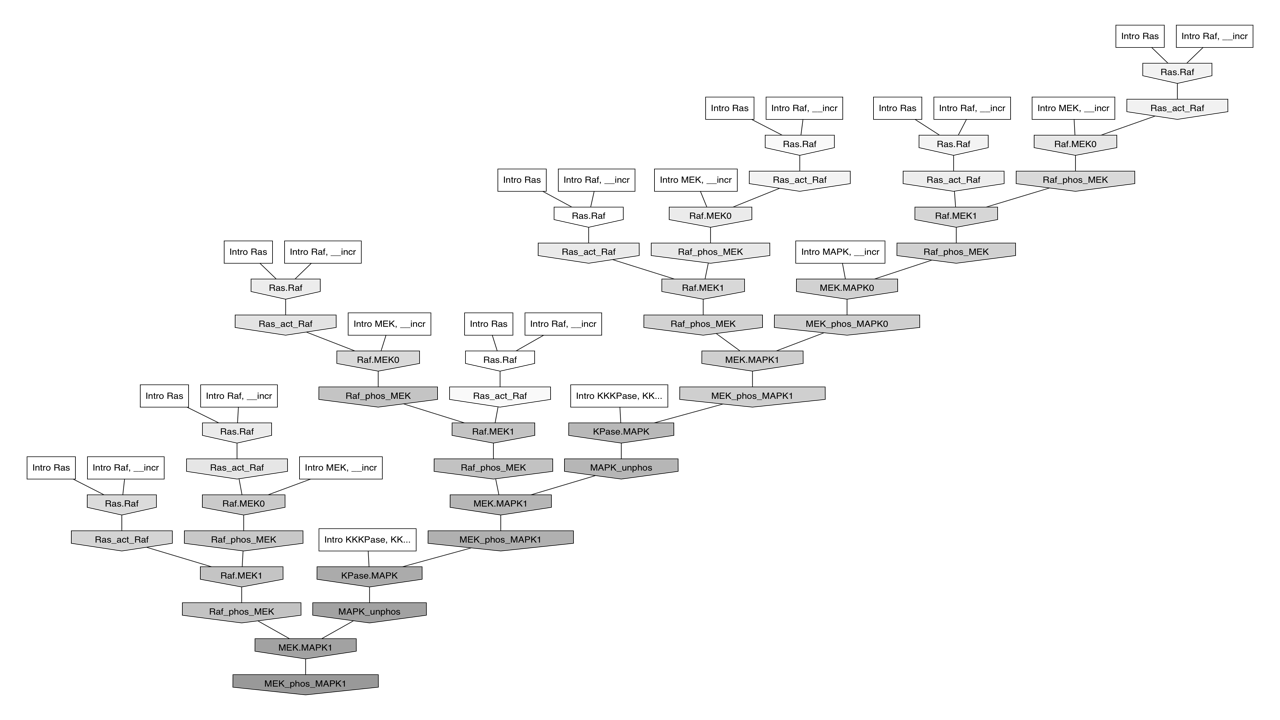 Intro Ras
Intro Raf, __incr
Ras.Raf
Intro Ras
Intro Raf, __incr
Intro Ras
Intro Raf, __incr
Intro MEK, __incr
Ras_act_Raf
Ras.Raf
Ras.Raf
Raf.MEK0
Intro Ras
Intro Raf, __incr
Intro MEK, __incr
Ras_act_Raf
Ras_act_Raf
Raf_phos_MEK
Ras.Raf
Raf.MEK0
Raf.MEK1
Intro Ras
Intro Raf, __incr
Ras_act_Raf
Raf_phos_MEK
Intro MAPK, __incr
Raf_phos_MEK
Ras.Raf
Raf.MEK1
MEK.MAPK0
Ras_act_Raf
Intro MEK, __incr
Intro Ras
Intro Raf, __incr
Raf_phos_MEK
MEK_phos_MAPK0
Raf.MEK0
Ras.Raf
MEK.MAPK1
Intro Ras
Intro Raf, __incr
Raf_phos_MEK
Ras_act_Raf
Intro KKKPase, KK...
MEK_phos_MAPK1
Ras.Raf
Raf.MEK1
KPase.MAPK
Intro Ras
Intro Raf, __incr
Ras_act_Raf
Intro MEK, __incr
Raf_phos_MEK
MAPK_unphos
Ras.Raf
Raf.MEK0
MEK.MAPK1
Ras_act_Raf
Raf_phos_MEK
Intro KKKPase, KK...
MEK_phos_MAPK1
Raf.MEK1
KPase.MAPK
Raf_phos_MEK
MAPK_unphos
MEK.MAPK1
MEK_phos_MAPK1